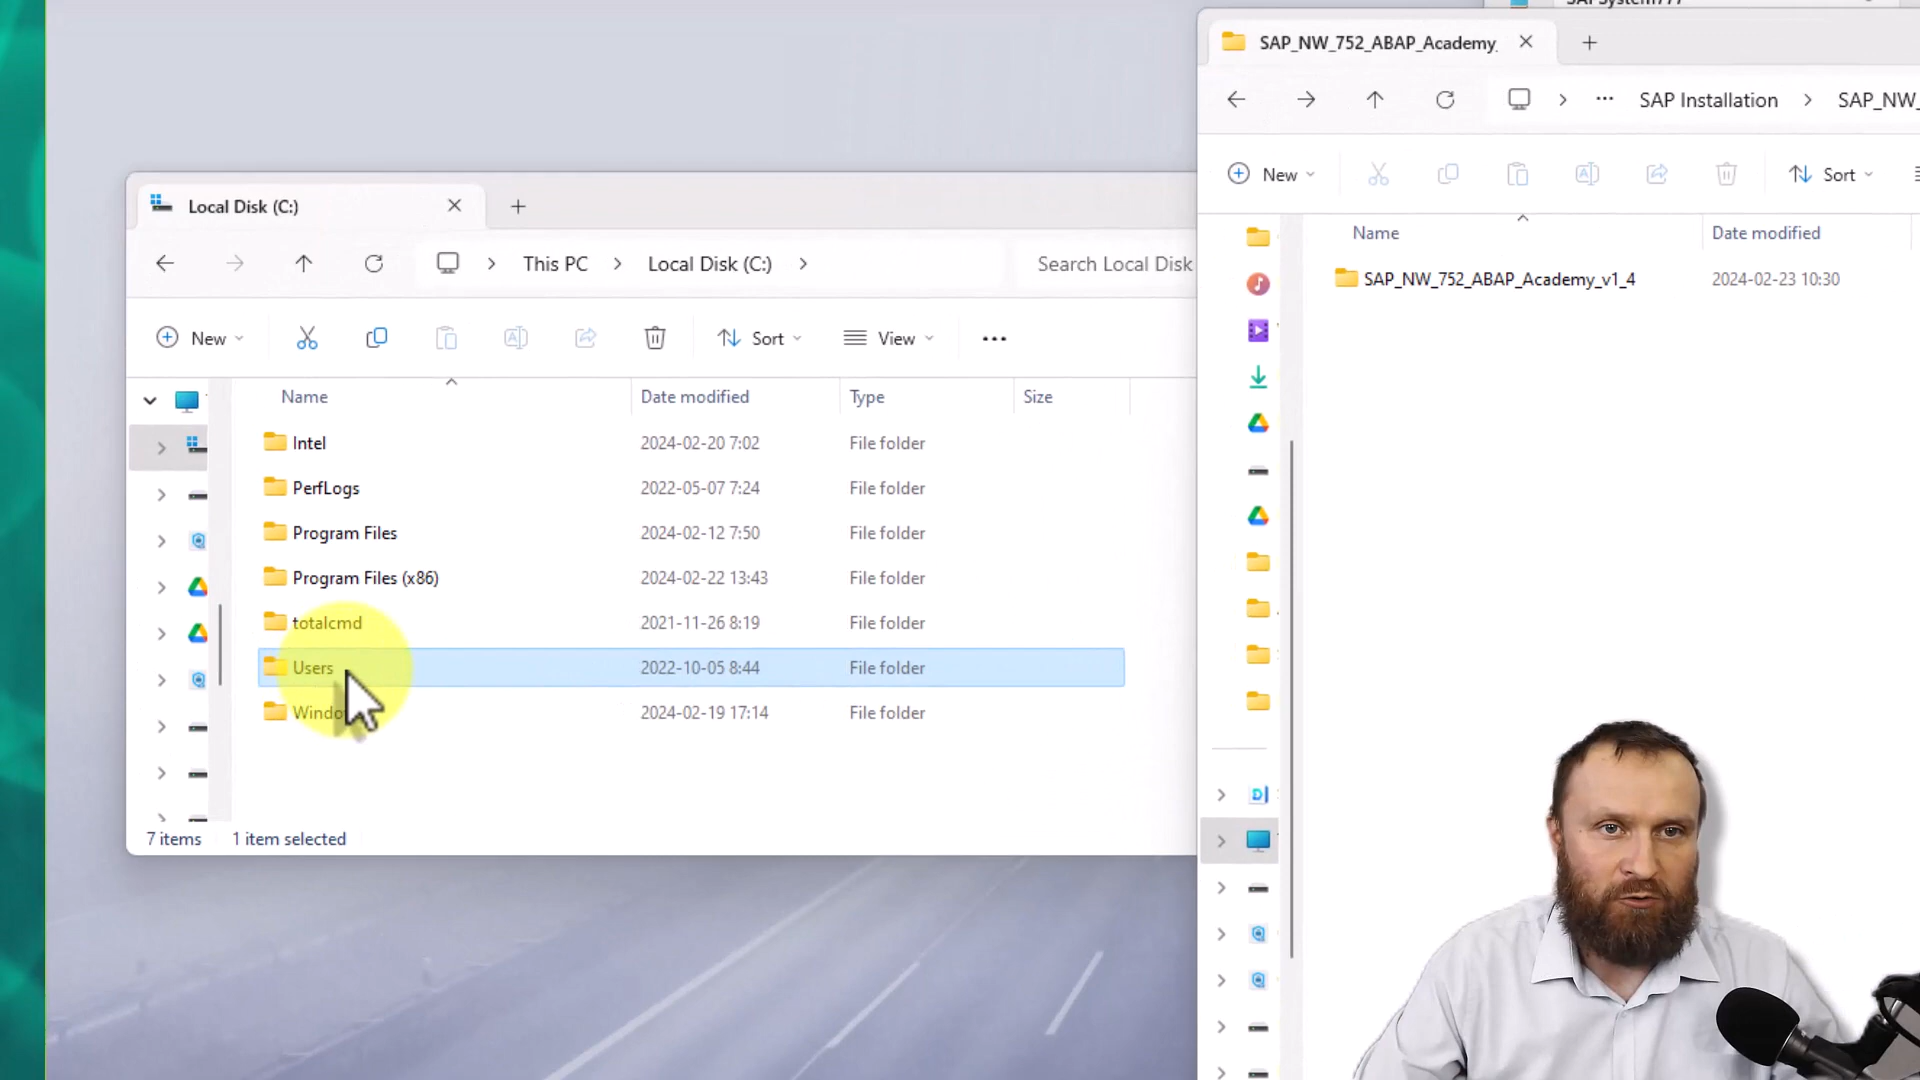 SAP_NW_752_ABAP_Academy
SAP Installation
SAP_NW_
New
Sort
Name
Date modified
SAP_NW_752_ABAP_Academy_v1_4
2024-02-23 10:30
Local Disk (C:)
This PC
Local Disk (C:)
Search Local Disk
New
Sort
View
Name
Date modified
Type
Size
Intel
2024-02-20 7:02
File folder
PerfLogs
2022-05-07 7:24
File folder
Program Files
2024-02-12 7:50
File folder
Program Files (x86)
2024-02-22 13:43
File folder
totalcmd
2021-11-26 8:19
File folder
Users
2022-10-05 8:44
File folder
Windo
2024-02-19 17:14
File folder
7 items
1 item selected